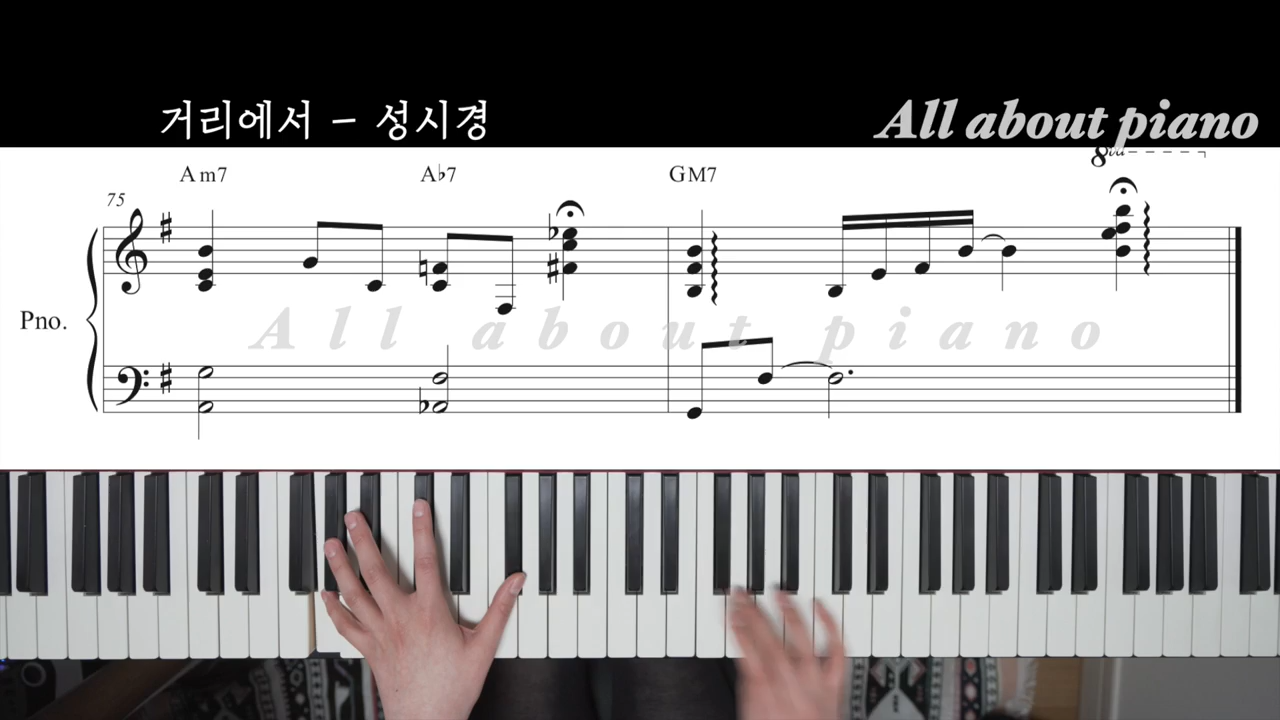 거리에서 – 성시경
All about piano
8va
Am7 A♭7 GM7
75
Pno.
All about piano